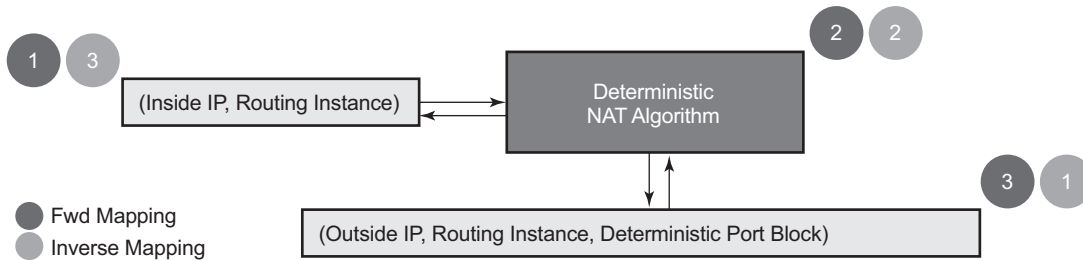 2 2
1 3
Deterministic
NAT Algorithm
(Inside IP, Routing Instance)
3 1
Fwd Mapping
(Outside IP, Routing Instance, Deterministic Port Block)
Inverse Mapping